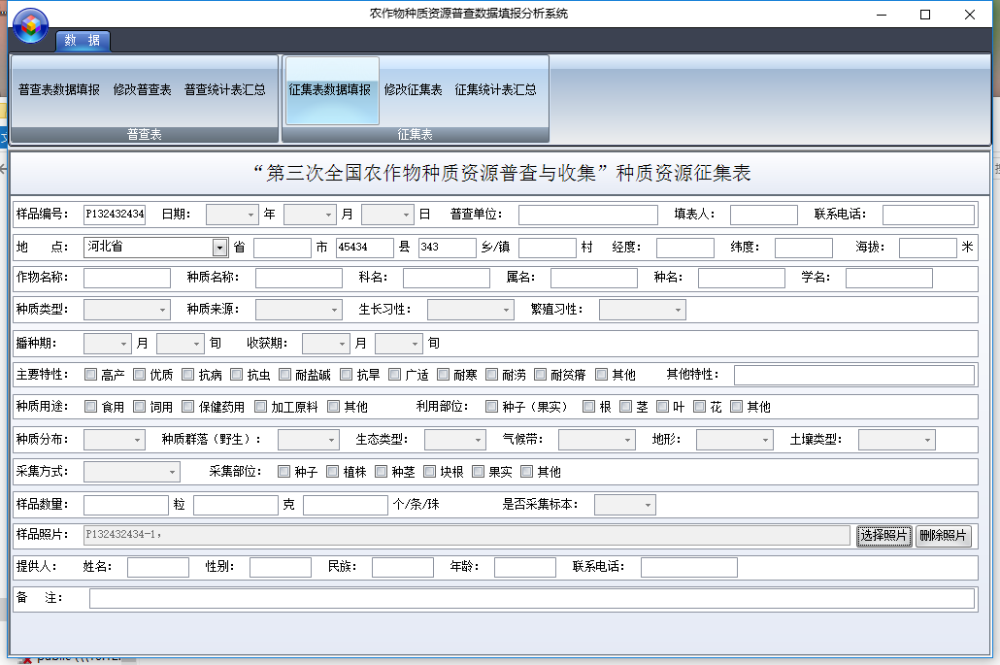 农作物种质资源普查数据填报分析系统
数 据
普查表数据填报 修改普查表 普查统计表汇总 征集表数据填报 修改征集表 征集统计表汇总
普查表 征集表
“第三次全国农作物种质资源普查与收集”种质资源征集表
样品编号: P132432434 日期: 年 月 日 普查单位: 填表人: 联系电话:
地 点: 河北省 省 市 45434 县 343 乡/镇 村 经度: 纬度: 海拔: 米
作物名称: 种质名称: 科名: 属名: 种名: 学名:
种质类型: 种质来源: 生长习性: 繁殖习性:
播种期: 月 旬 收获期: 月 旬
主要特性: 高产 优质 抗病 抗虫 耐盐碱 抗旱 广适 耐寒 耐涝 耐贫瘠 其他 其他特性:
种质用途: 食用 饲用 保健药用 加工原料 其他 利用部位: 种子（果实） 根 茎 叶 花 其他
种质分布: 种质群落（野生）: 生态类型: 气候带: 地形: 土壤类型:
采集方式: 采集部位: 种子 植株 种茎 块根 果实 其他
样品数量: 粒 克 个/条/株 是否采集标本:
样品照片: P132432434-1, 选择照片 删除照片
提供人: 姓名: 性别: 民族: 年龄: 联系电话:
备 注: